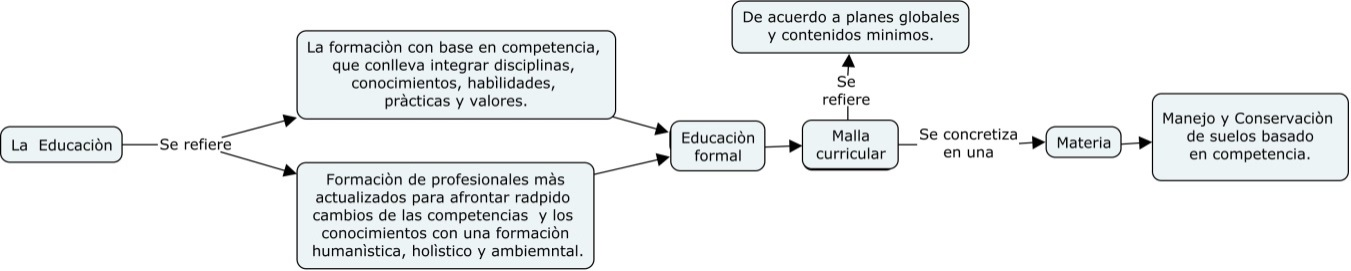 La  Educaciòn
Se refiere
La formaciòn con base en competencia,
que conlleva integrar disciplinas,
conocimientos, habìlidades,
pràcticas y valores.
Formaciòn de profesionales màs
actualizados para afrontar radpido
cambios de las competencias  y los
conocimientos con una formaciòn
humanìstica, holìstico y ambiemntal.
Educaciòn
formal
Malla
curricular
Se
refiere
De acuerdo a planes globales
y contenidos minimos.
Se concretiza
en una
Materia
Manejo y Conservaciòn
de suelos basado
en competencia.